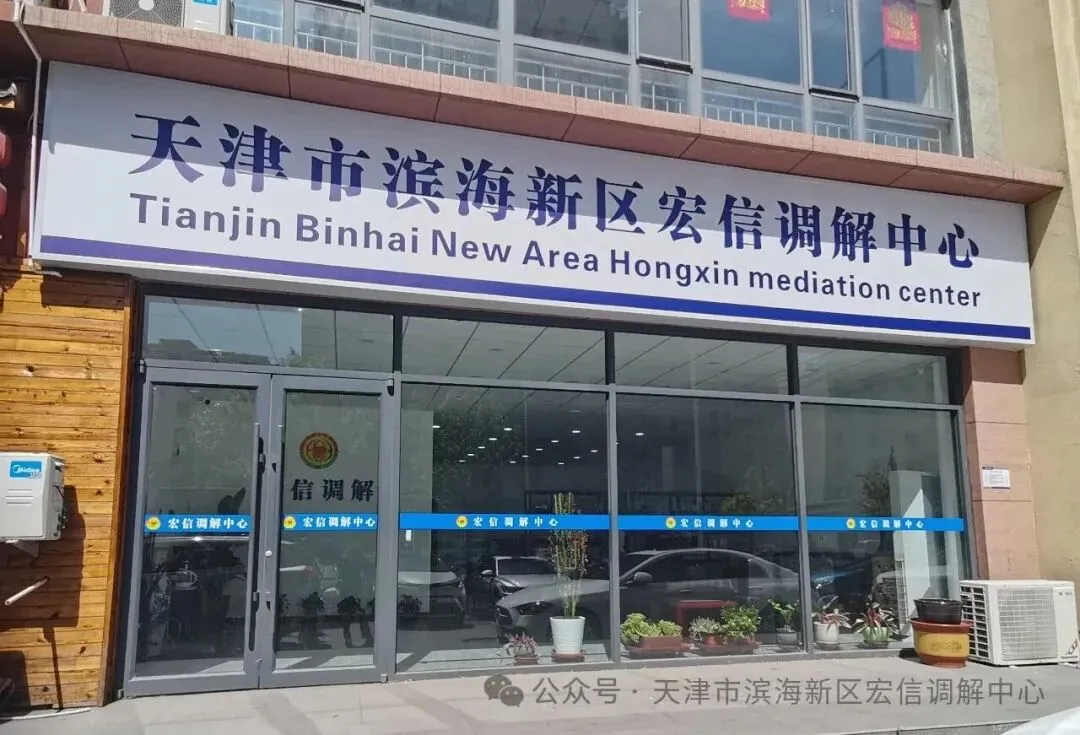 天津市滨海新区宏信调解中心
Tianjin Binhai New Area Hongxin mediation center
Midea
信调解
宏信调解中心
宏信调解中心
宏信调解中心
宏信调解中心
宏信调解中心
公众号·天津市滨海新区宏信调解中心